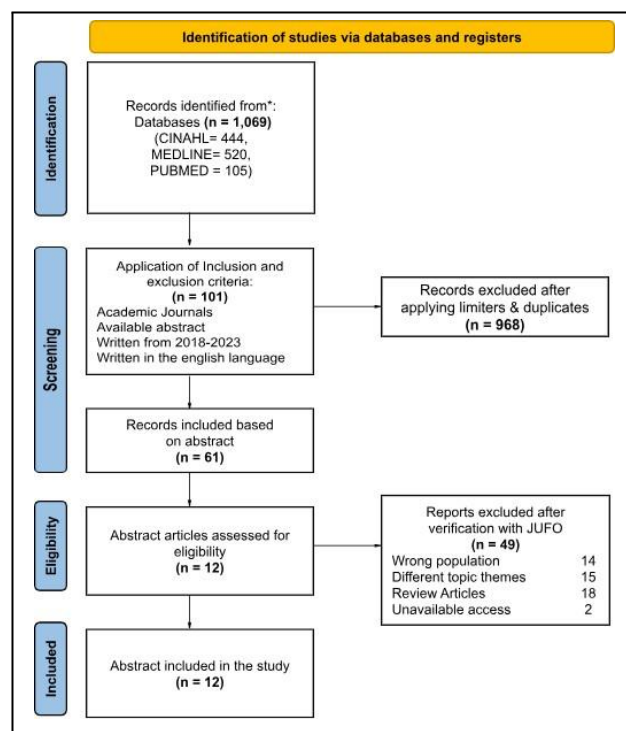 Identification of studies via databases and registers
Identification
Records identified from*:
Databases (n = 1,069)
(CINAHL= 444,
MEDLINE= 520,
PUBMED = 105)
Screening
Application of Inclusion and
exclusion criteria:
(n = 101)
Academic Journals
Available abstract
Written from 2018-2023
Written in the english language
Records excluded after
applying limiters & duplicates
(n = 968)
Records included based
on abstract
(n = 61)
Eligibility
Abstract articles assessed for
eligibility
(n = 12)
Reports excluded after
verification with JUFO
(n = 49)
Wrong population 14
Different topic themes 15
Review Articles 18
Unavailable access 2
Included
Abstract included in the study
(n = 12)